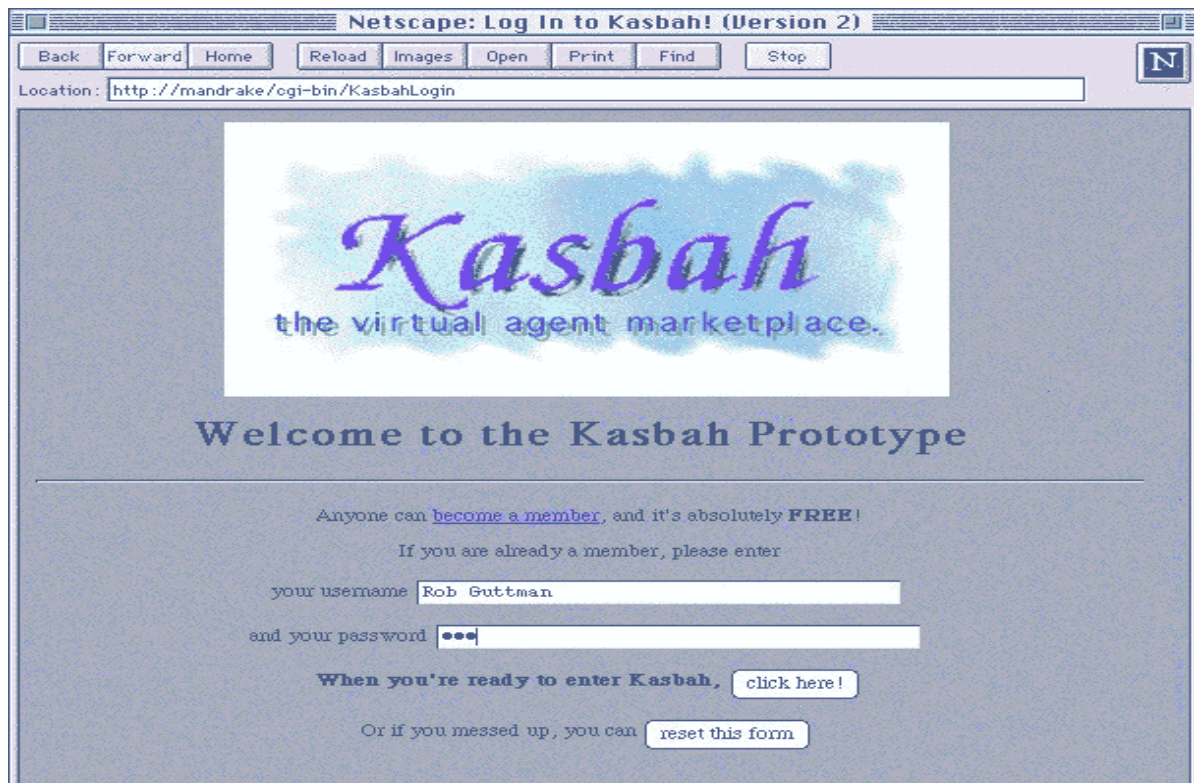 Netscape: Log In to Kasbah! (Version 2)
Back Forward Home Reload Images Open Print Find Stop
N
Location: http://mandrake/cgi-bin/KasbahLogin
Kasbah
the virtual agent marketplace.
Welcome to the Kasbah Prototype
Anyone can become a member, and it's absolutely FREE!
If you are already a member, please enter
your username Rob Guttman
and your password •••
When you're ready to enter Kasbah, click here!
Or if you messed up, you can reset this form